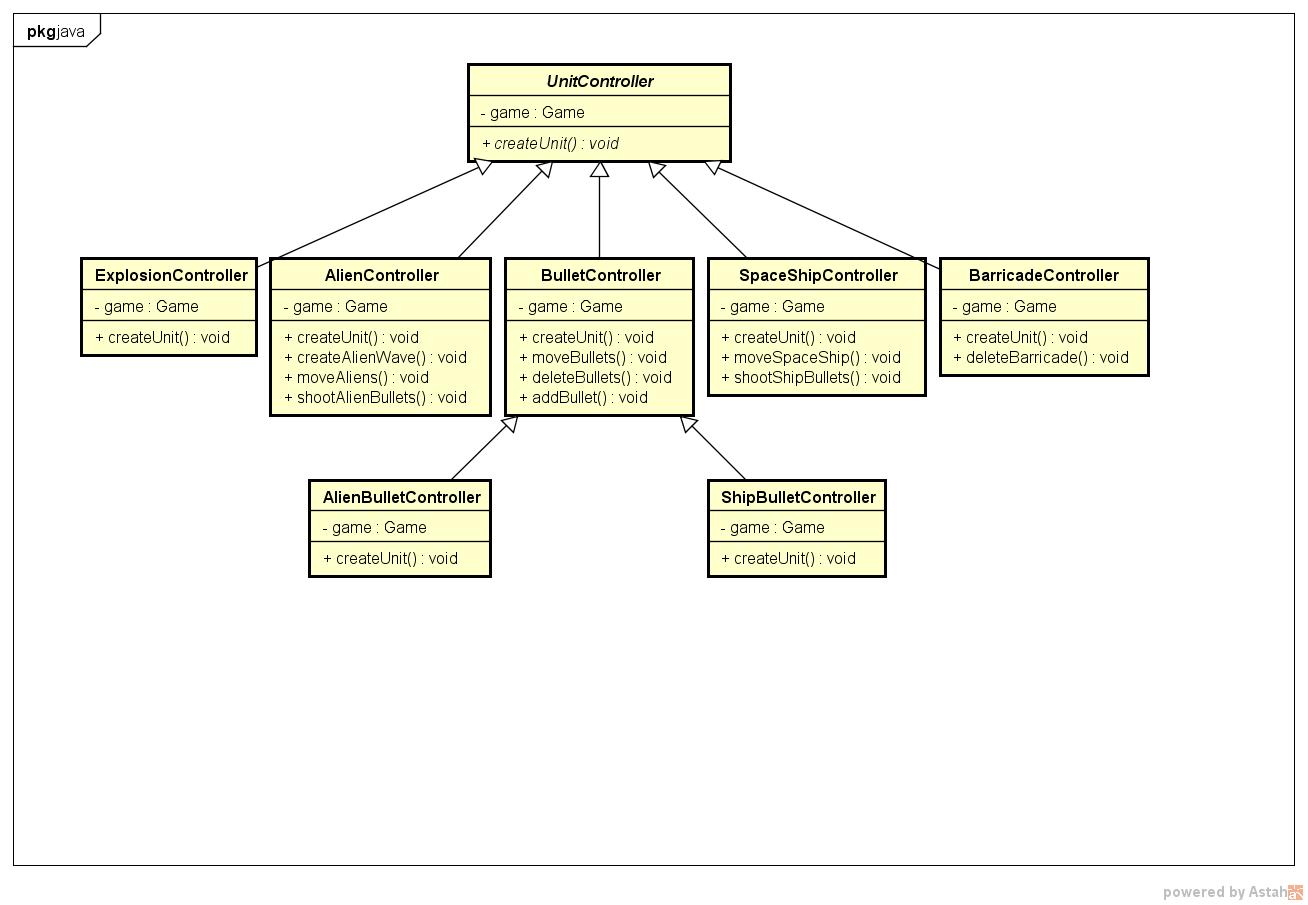 pkg java
UnitController
- game : Game
+ createUnit() : void
ExplosionController
- game : Game
+ createUnit() : void
AlienController
- game : Game
+ createUnit() : void
+ createAlienWave() : void
+ moveAliens() : void
+ shootAlienBullets() : void
BulletController
- game : Game
+ createUnit() : void
+ moveBullets() : void
+ deleteBullets() : void
+ addBullet() : void
SpaceShipController
- game : Game
+ createUnit() : void
+ moveSpaceShip() : void
+ shootShipBullets() : void
BarricadeController
- game : Game
+ createUnit() : void
+ deleteBarricade() : void
AlienBulletController
- game : Game
+ createUnit() : void
ShipBulletController
- game : Game
+ createUnit() : void
powered by Astah